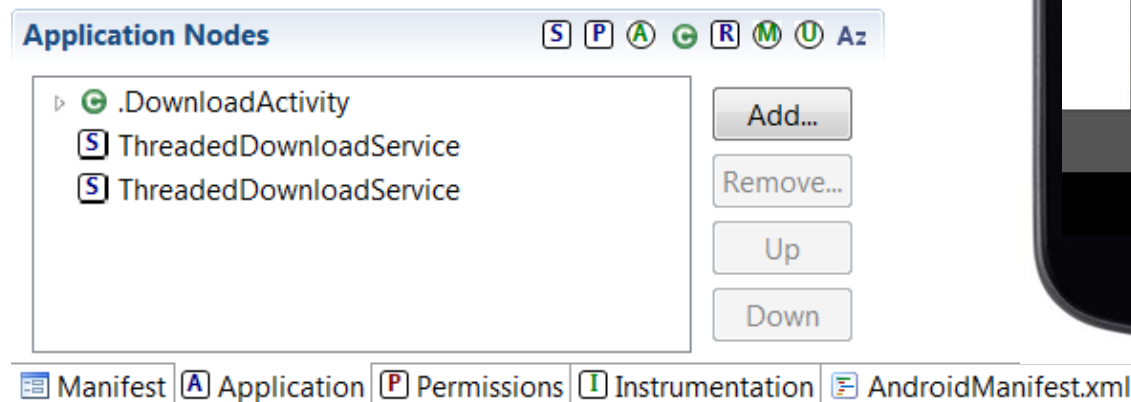 Application Nodes S P A C R M U Az
C .DownloadActivity
S ThreadedDownloadService
S ThreadedDownloadService
Add...
Remove...
Up
Down
Manifest A Application P Permissions I Instrumentation AndroidManifest.xml